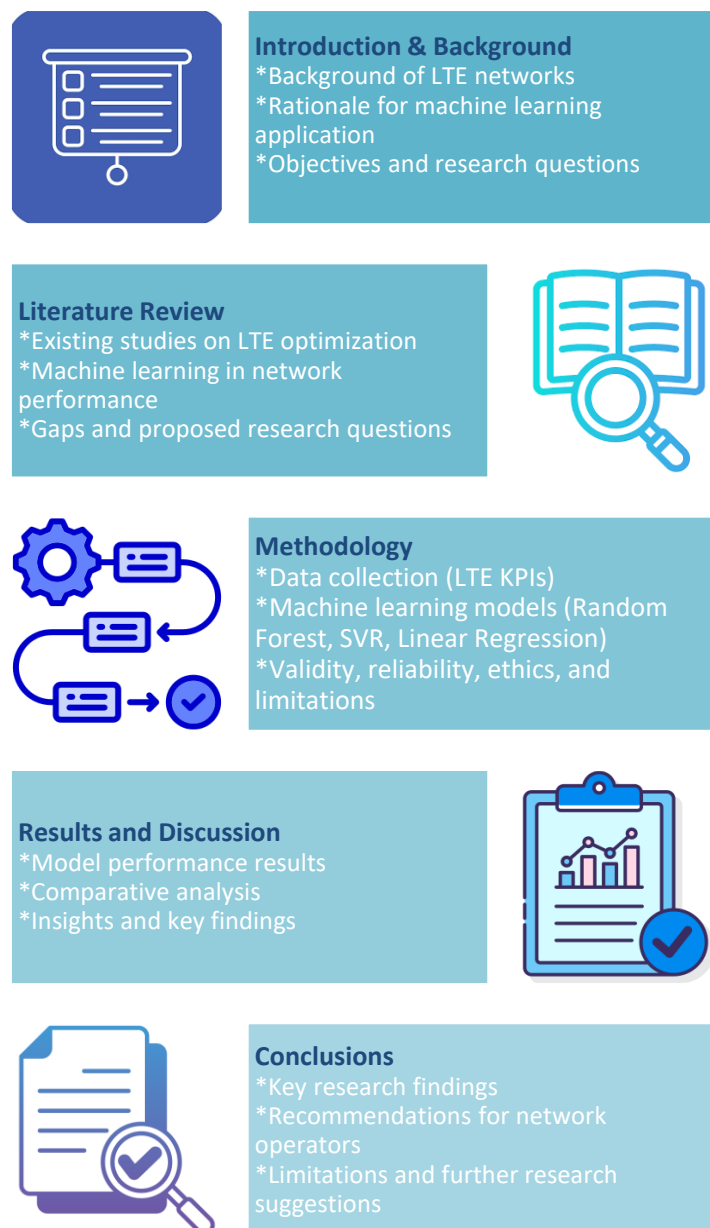 Introduction & Background
*Background of LTE networks
*Rationale for machine learning
application
*Objectives and research questions
Literature Review
*Existing studies on LTE optimization
*Machine learning in network
performance
*Gaps and proposed research questions
Methodology
*Data collection (LTE KPIs)
*Machine learning models (Random
Forest, SVR, Linear Regression)
*Validity, reliability, ethics, and
limitations
Results and Discussion
*Model performance results
*Comparative analysis
*Insights and key findings
Conclusions
*Key research findings
*Recommendations for network
operators
*Limitations and further research
suggestions